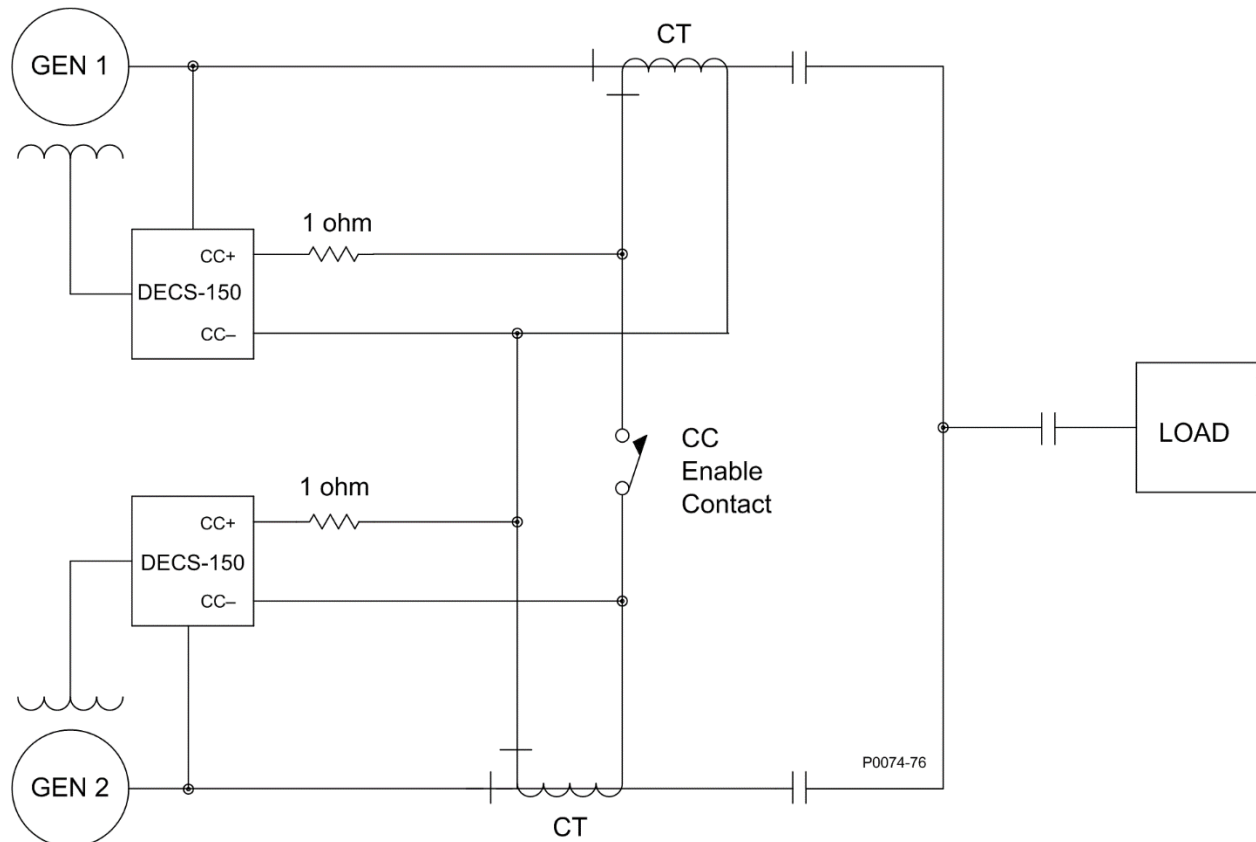 GEN 1
CT
1 ohm
CC+
DECS-150
CC–
CC
Enable
Contact
LOAD
1 ohm
CC+
DECS-150
CC–
P0074-76
GEN 2
CT